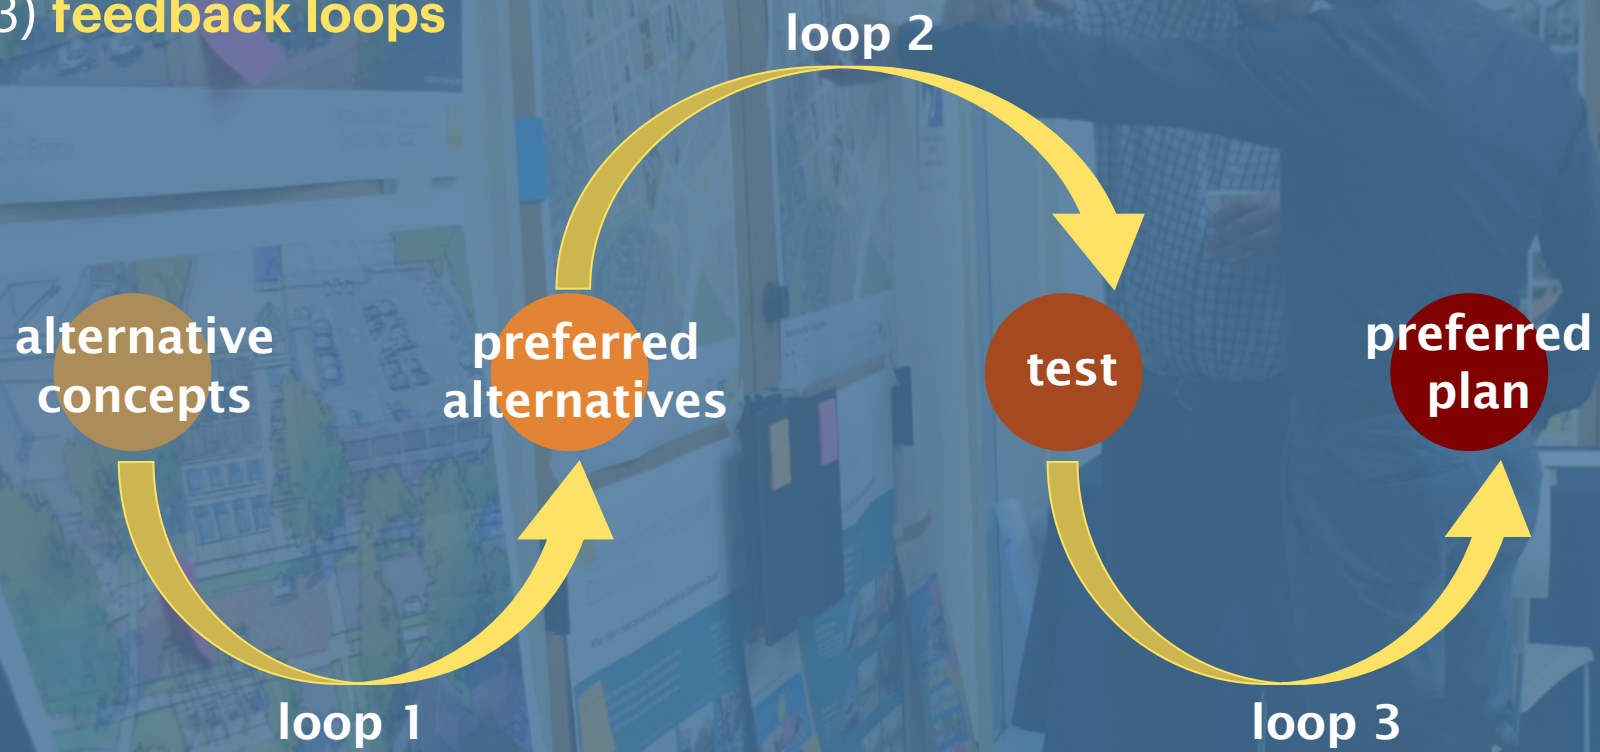 3) feedback loops
loop 2
alternative
concepts
preferred
alternatives
test
preferred
plan
loop 1
loop 3